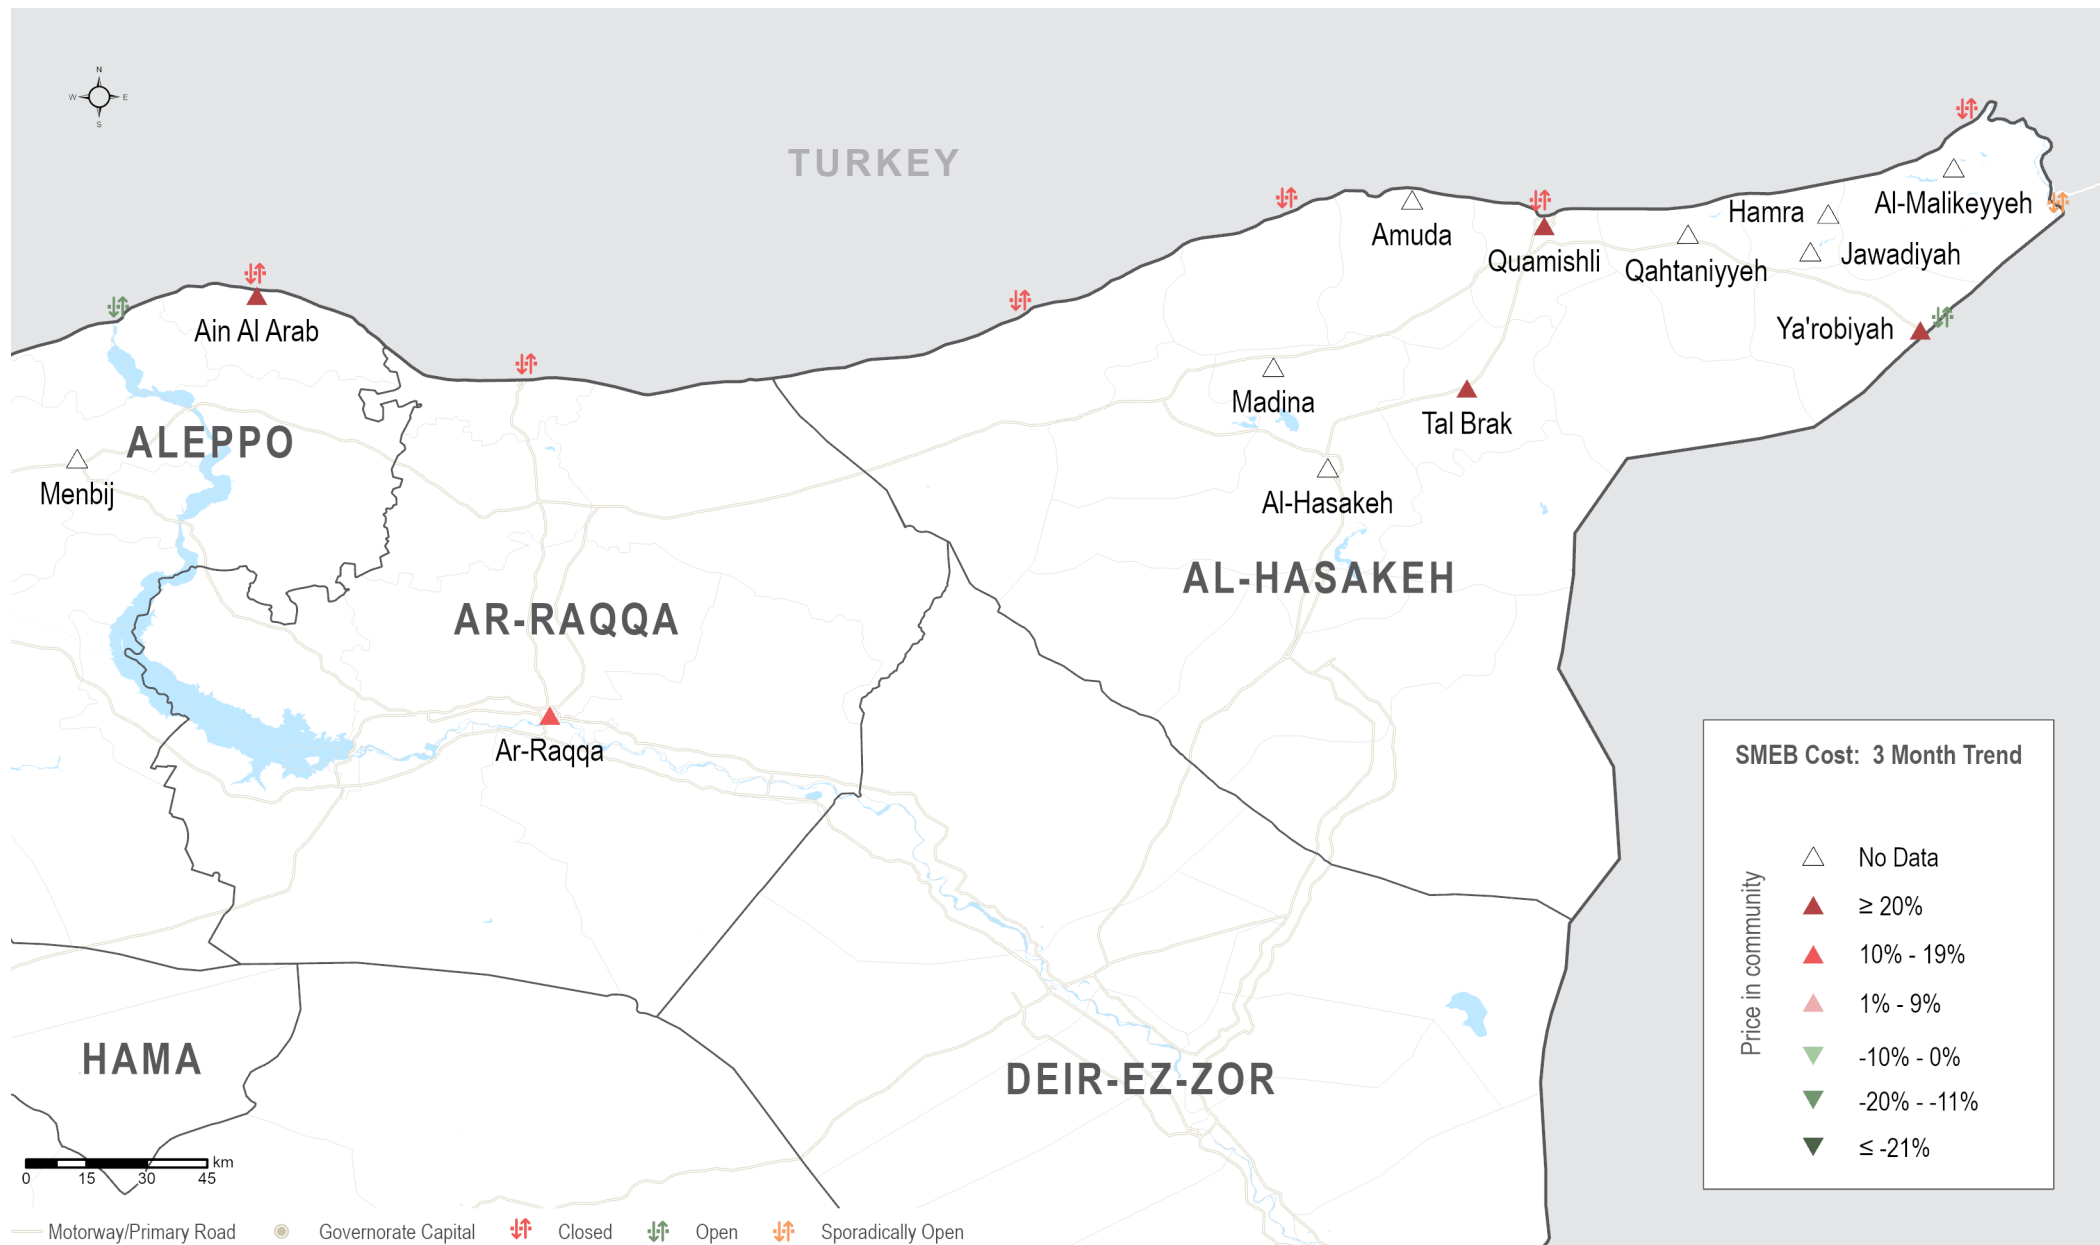 N
W E
S
TURKEY
Al-Malikeyyeh
Hamra
Amuda
Jawadiyah
Quamishli
Qahtaniyyeh
Ain Al Arab
Ya'robiyah
Madina
Tal Brak
ALEPPO
Menbij
Al-Hasakeh
AL-HASAKEH
AR-RAQQA
Ar-Raqqa
SMEB Cost: 3 Month Trend
Price in community
No Data
≥ 20%
10% - 19%
1% - 9%
-10% - 0%
-20% - -11%
≤ -21%
HAMA
DEIR-EZ-ZOR
km
0 15 30 45
Motorway/Primary Road Governorate Capital Closed Open Sporadically Open